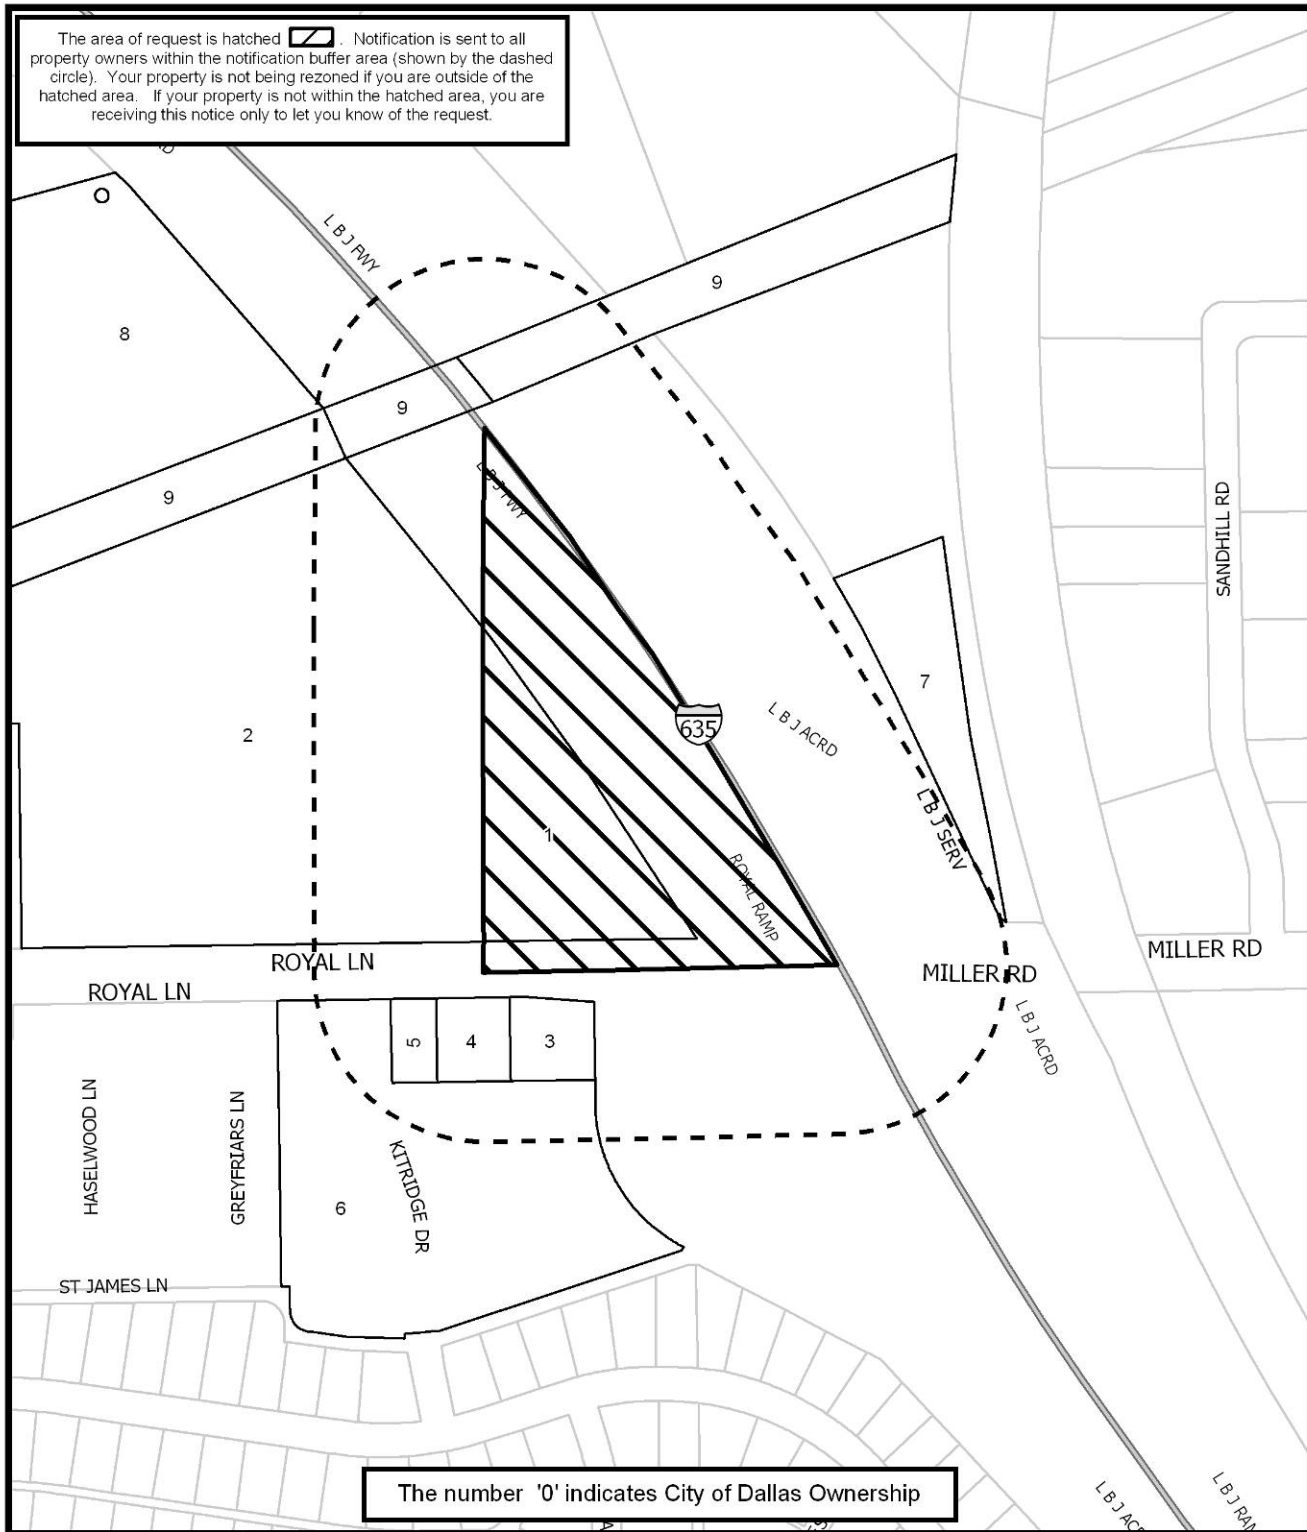 The area of request is hatched . Notification is sent to all
property owners within the notification buffer area (shown by the dashed
circle). Your property is not being rezoned if you are outside of the
hatched area. If your property is not within the hatched area, you are
receiving this notice only to let you know of the request.
L B J FWY
9
8
9
9
L B J FWY
SANDHILL RD
7
635
L B J ACRD
2
L B J SERV
1
ROYAL RAMP
ROYAL LN
MILLER RD
MILLER RD
ROYAL LN
L B J ACRD
5
4
3
HASELWOOD LN
GREYFRIARS LN
KITRIDGE DR
6
ST JAMES LN
The number '0' indicates City of Dallas Ownership
L B J
L B J